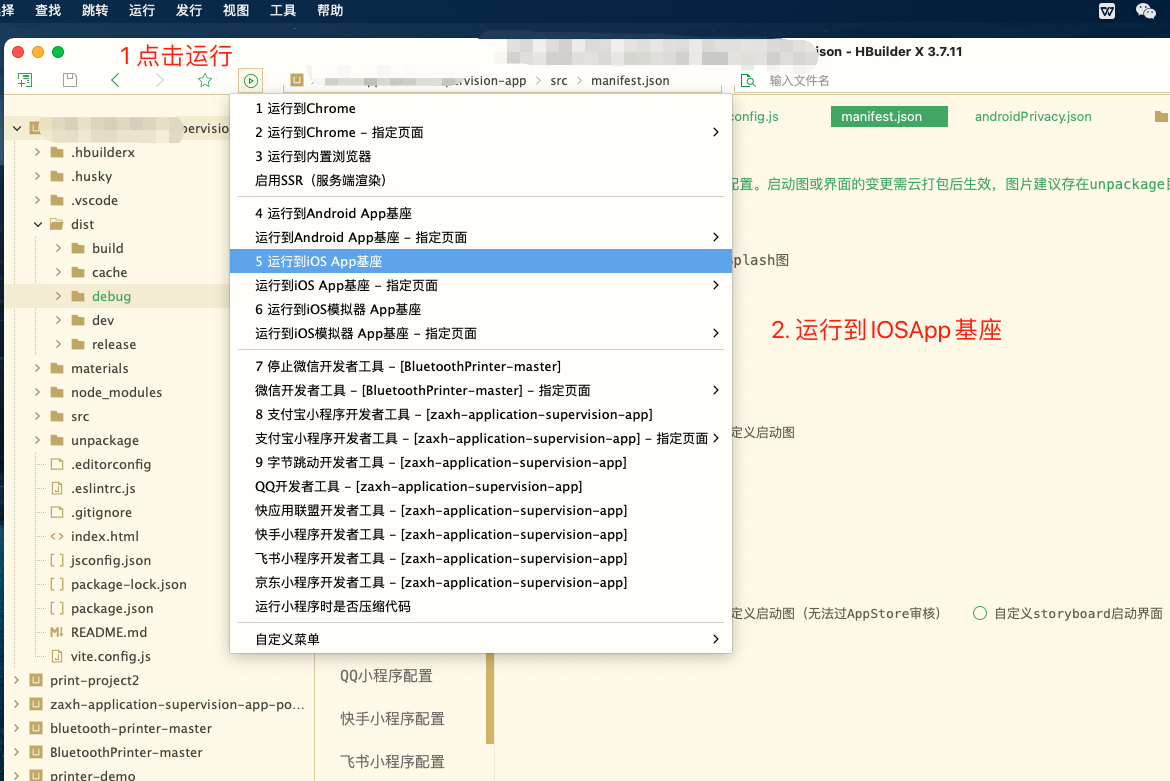 择 查找 跳转 运行 发行 视图 工具 帮助
1 点击运行
json - HBuilder X 3.7.11
ervision-app > src > manifest.json
输入文件名
pervisio
config.js manifest.json androidPrivacy.json
.hbuilderx
.husky
.vscode
dist
build
cache
debug
dev
release
materials
node_modules
src
unpackage
.editorconfig
.eslintrc.js
.gitignore
index.html
jsconfig.json
package-lock.json
package.json
README.md
vite.config.js
print-project2
zaxh-application-supervision-app-po...
bluetooth-printer-master
BluetoothPrinter-master
printer-demo
1 运行到Chrome
2 运行到Chrome - 指定页面
3 运行到内置浏览器
启用SSR（服务端渲染）
4 运行到Android App基座
运行到Android App基座 - 指定页面
5 运行到iOS App基座
运行到iOS App基座 - 指定页面
6 运行到iOS模拟器 App基座
运行到iOS模拟器 App基座 - 指定页面
7 停止微信开发者工具 - [BluetoothPrinter-master]
微信开发者工具 - [BluetoothPrinter-master] - 指定页面
8 支付宝小程序开发者工具 - [zaxh-application-supervision-app]
支付宝小程序开发者工具 - [zaxh-application-supervision-app] - 指定页面
9 字节跳动开发者工具 - [zaxh-application-supervision-app]
QQ开发者工具 - [zaxh-application-supervision-app]
快应用联盟开发者工具 - [zaxh-application-supervision-app]
快手小程序开发者工具 - [zaxh-application-supervision-app]
飞书小程序开发者工具 - [zaxh-application-supervision-app]
京东小程序开发者工具 - [zaxh-application-supervision-app]
运行小程序时是否压缩代码
自定义菜单
配置。启动图或界面的变更需云打包后生效，图片建议存在unpackage目
splash图
2. 运行到IOSApp基座
定义启动图
定义启动图（无法过AppStore审核） 自定义storyboard启动界面
QQ小程序配置
快手小程序配置
飞书小程序配置